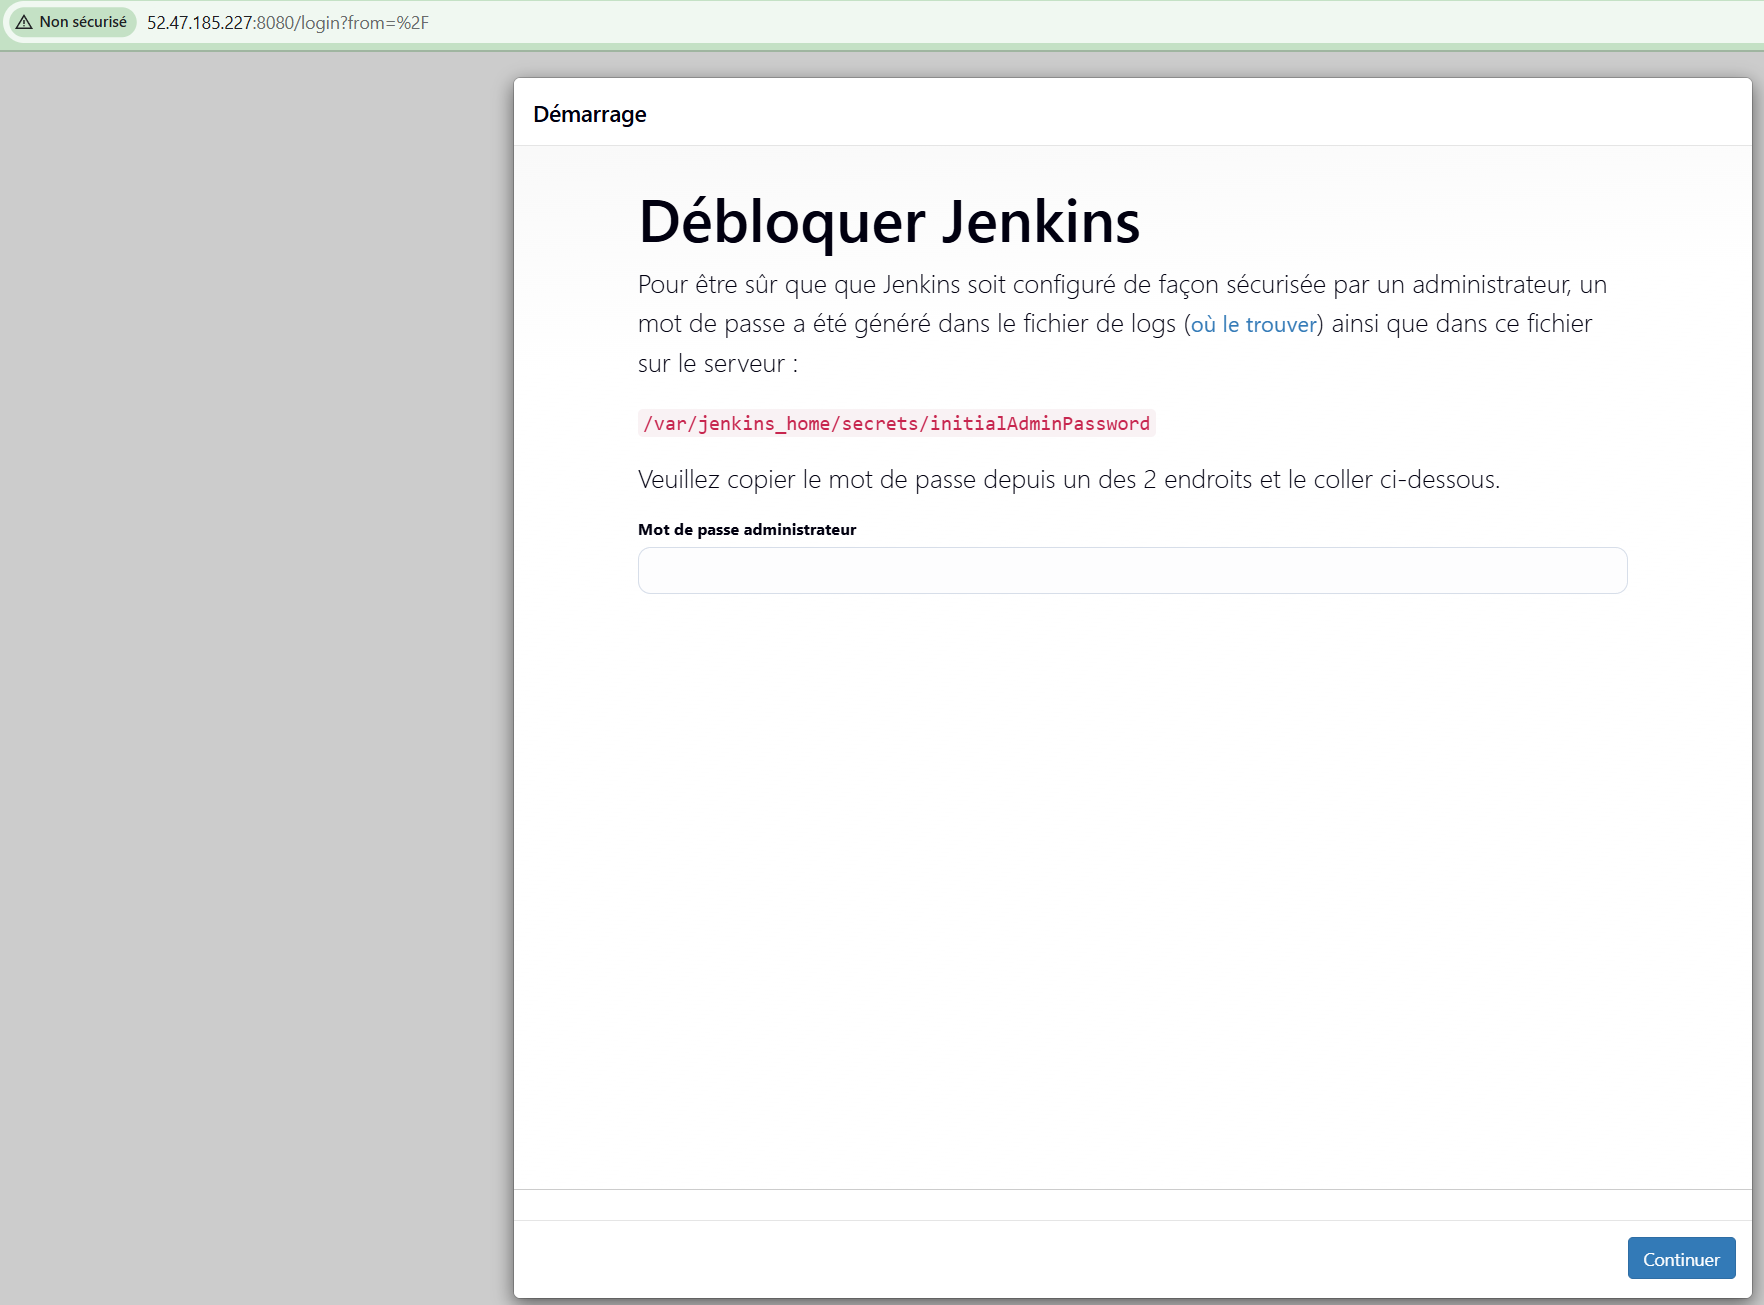 Non sécurisé 52.47.185.227:8080/login?from=%2F
Démarrage
Débloquer Jenkins
Pour être sûr que que Jenkins soit configuré de façon sécurisée par un administrateur, un
mot de passe a été généré dans le fichier de logs (où le trouver) ainsi que dans ce fichier
sur le serveur :
/var/jenkins_home/secrets/initialAdminPassword
Veuillez copier le mot de passe depuis un des 2 endroits et le coller ci-dessous.
Mot de passe administrateur
Continuer